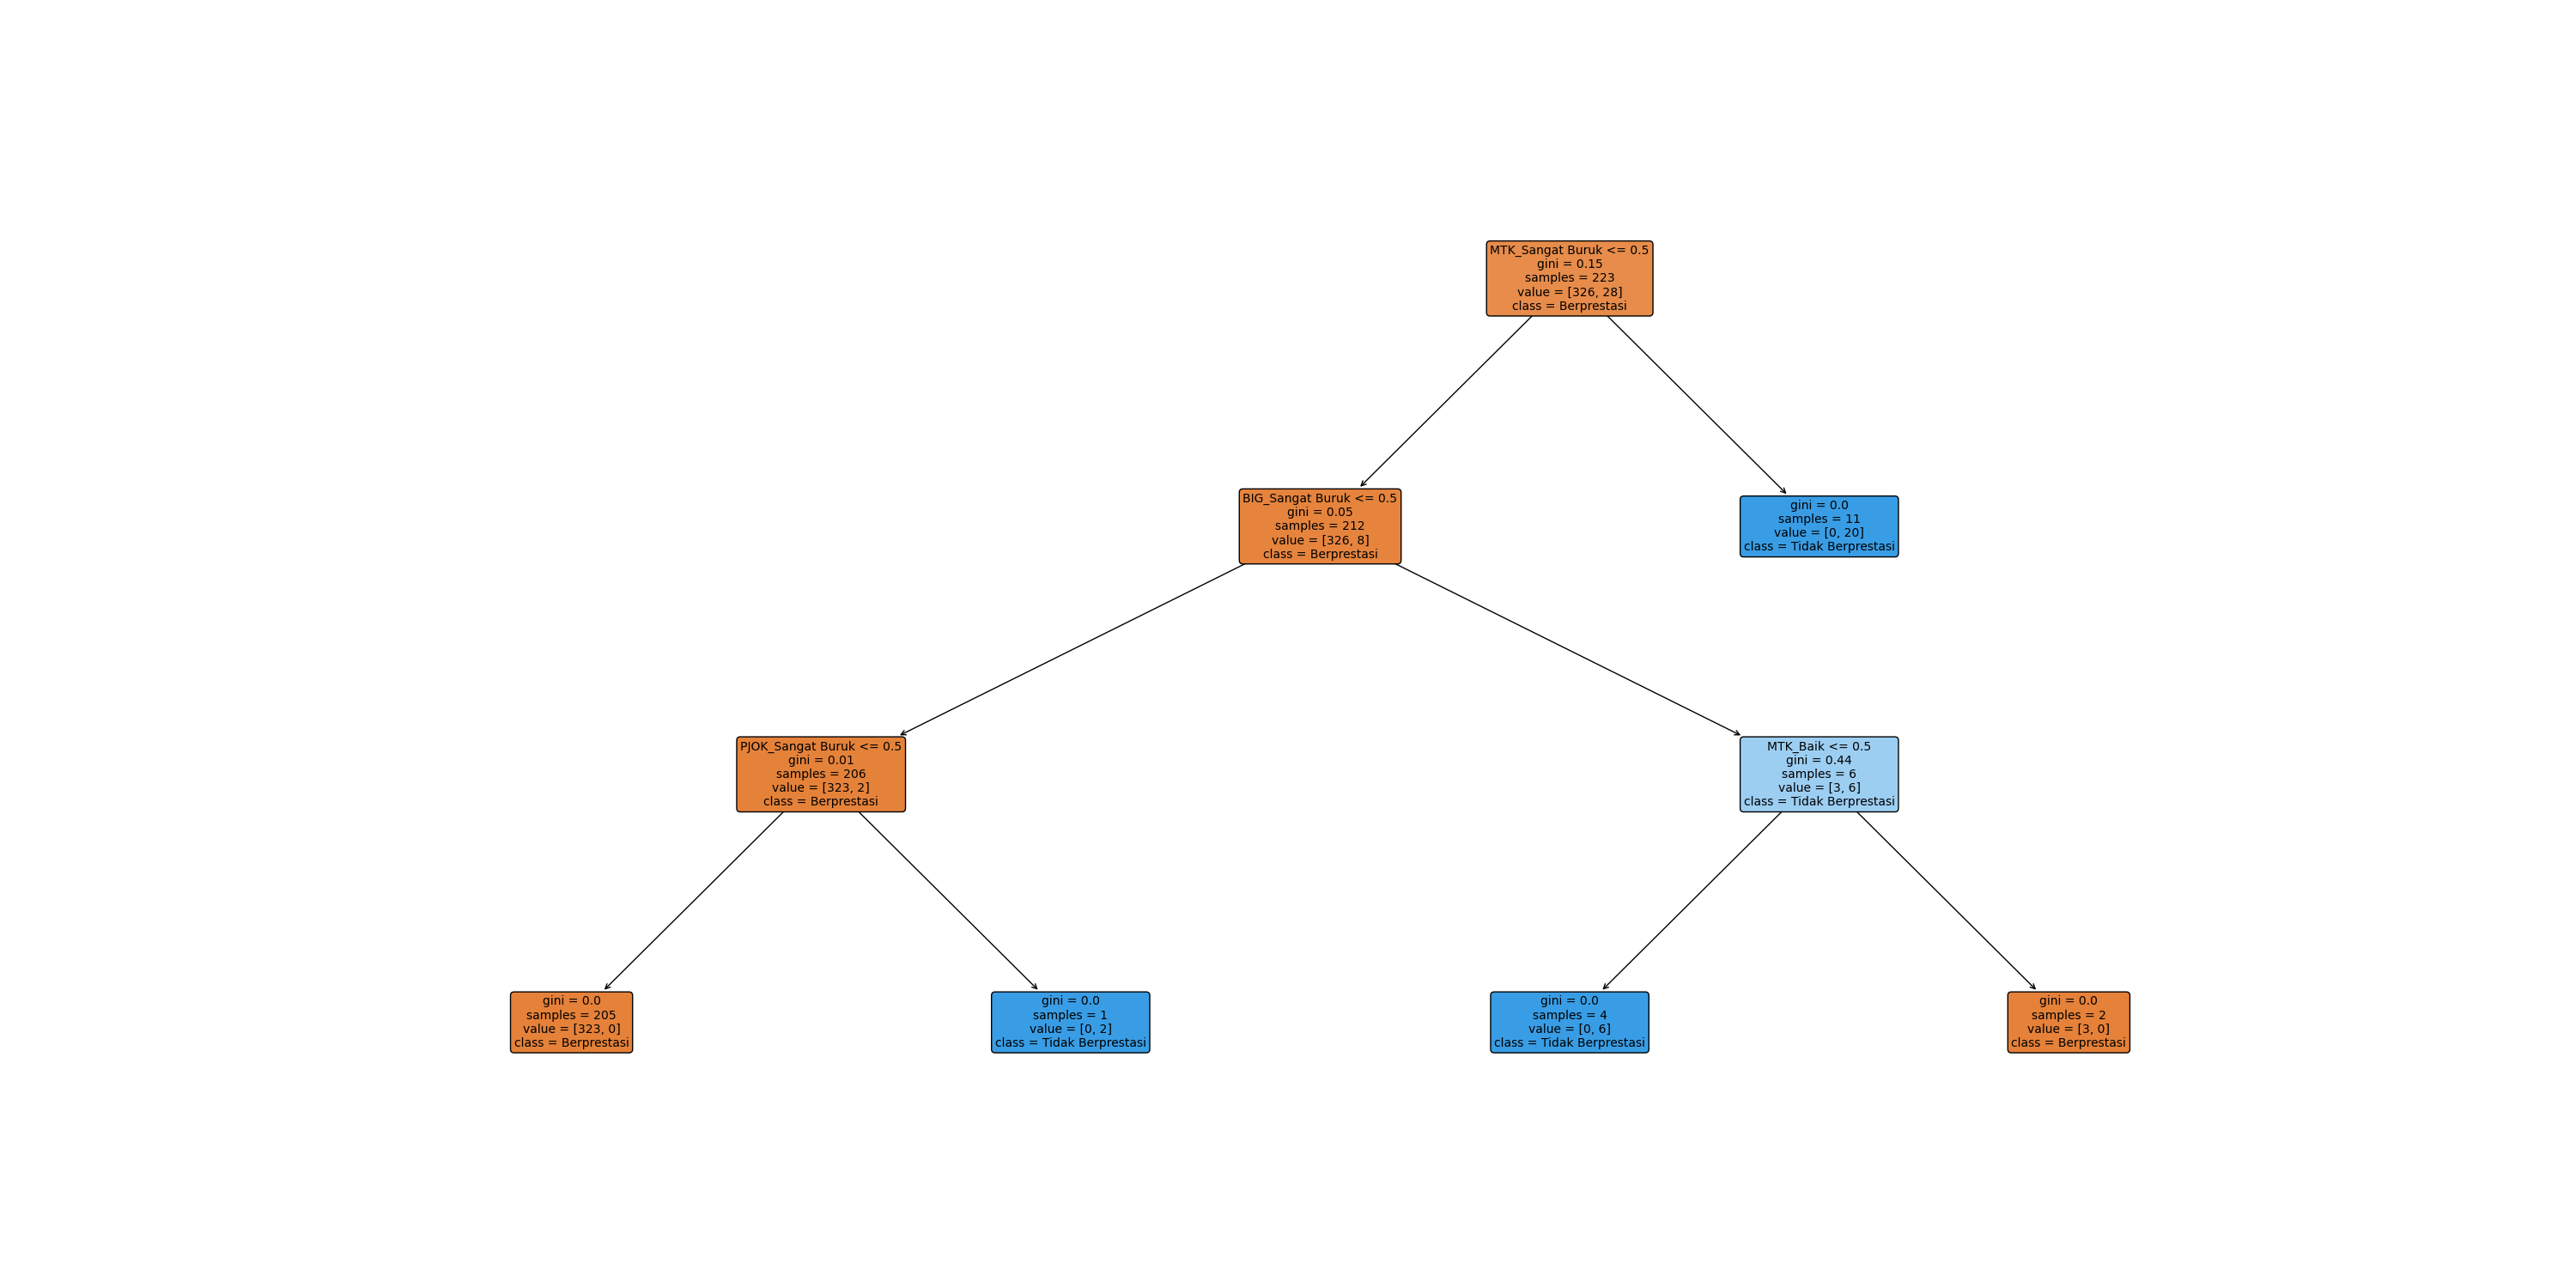 MTK_Sangat Buruk <= 0.5
gini = 0.15
samples = 223
value = [326, 28]
class = Berprestasi
BIG_Sangat Buruk <= 0.5
gini = 0.05
samples = 212
value = [326, 8]
class = Berprestasi
gini = 0.0
samples = 11
value = [0, 20]
class = Tidak Berprestasi
PJOK_Sangat Buruk <= 0.5
gini = 0.01
samples = 206
value = [323, 2]
class = Berprestasi
MTK_Baik <= 0.5
gini = 0.44
samples = 6
value = [3, 6]
class = Tidak Berprestasi
gini = 0.0
samples = 205
value = [323, 0]
class = Berprestasi
gini = 0.0
samples = 1
value = [0, 2]
class = Tidak Berprestasi
gini = 0.0
samples = 4
value = [0, 6]
class = Tidak Berprestasi
gini = 0.0
samples = 2
value = [3, 0]
class = Berprestasi